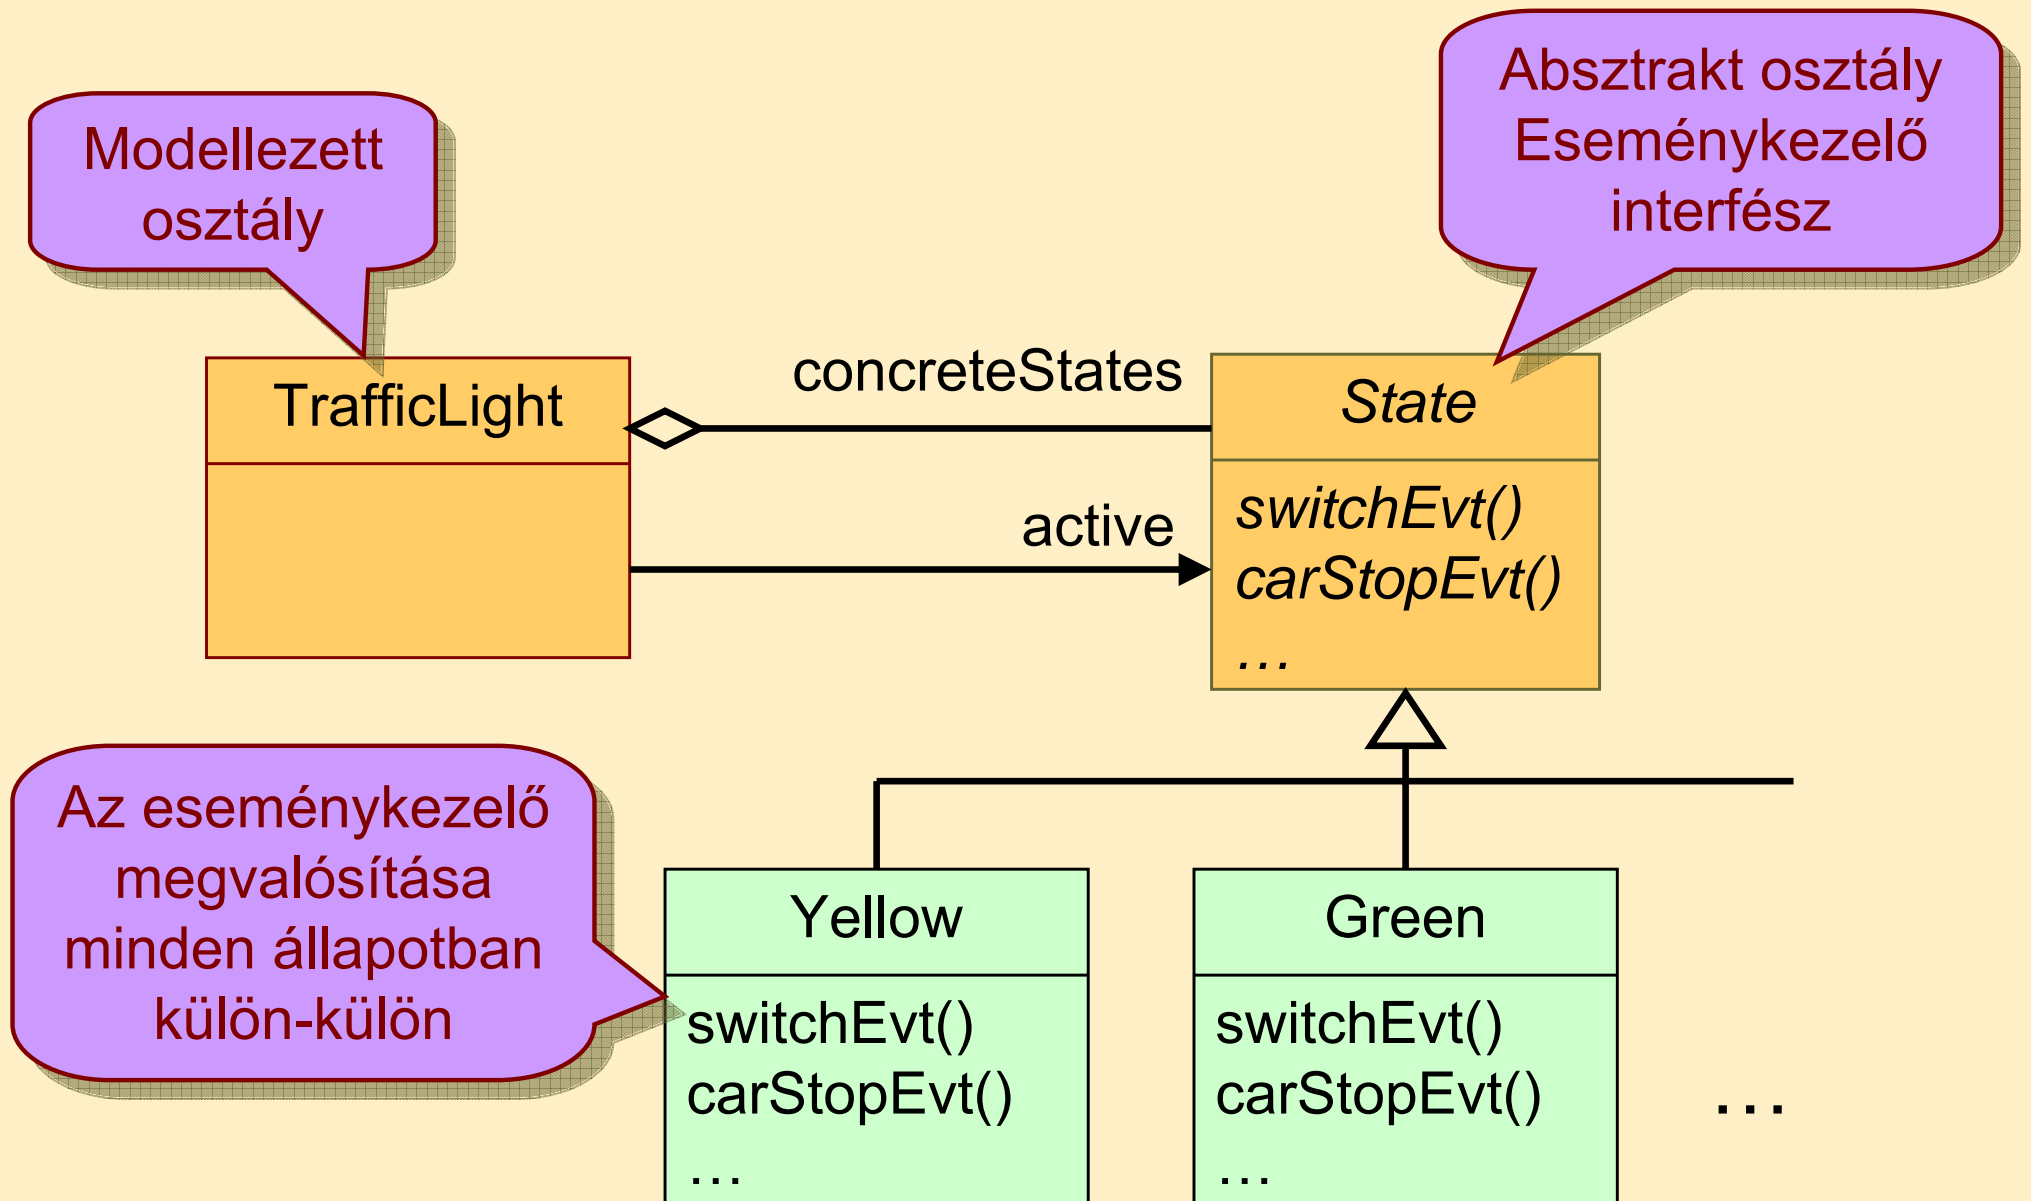 Modellezett
osztály
Absztrakt osztály
Eseménykezelő
interfész
TrafficLight
concreteStates
active
State
switchEvt()
carStopEvt()
…
Az eseménykezelő
megvalósítása
minden állapotban
külön-külön
Yellow
switchEvt()
carStopEvt()
…
Green
switchEvt()
carStopEvt()
…
…